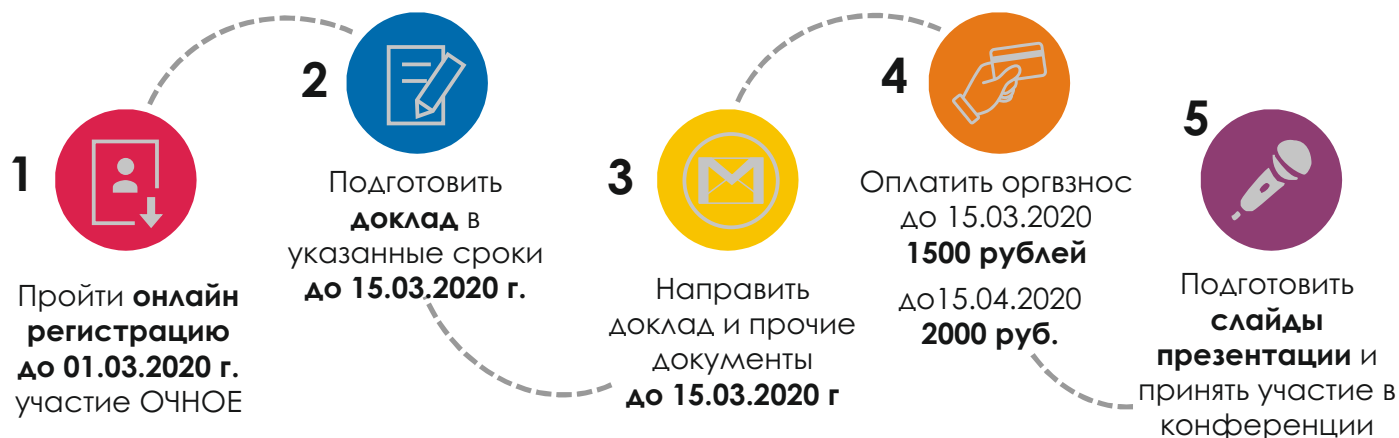 1
Пройти онлайн
регистрацию
до 01.03.2020 г.
участие ОЧНОЕ
2
Подготовить
доклад в
указанные сроки
до 15.03.2020 г.
3
Направить
доклад и прочие
документы
до 15.03.2020 г
4
Оплатить оргвзнос
до 15.03.2020
1500 рублей
до15.04.2020
2000 руб.
5
Подготовить
слайды
презентации и
принять участие в
конференции